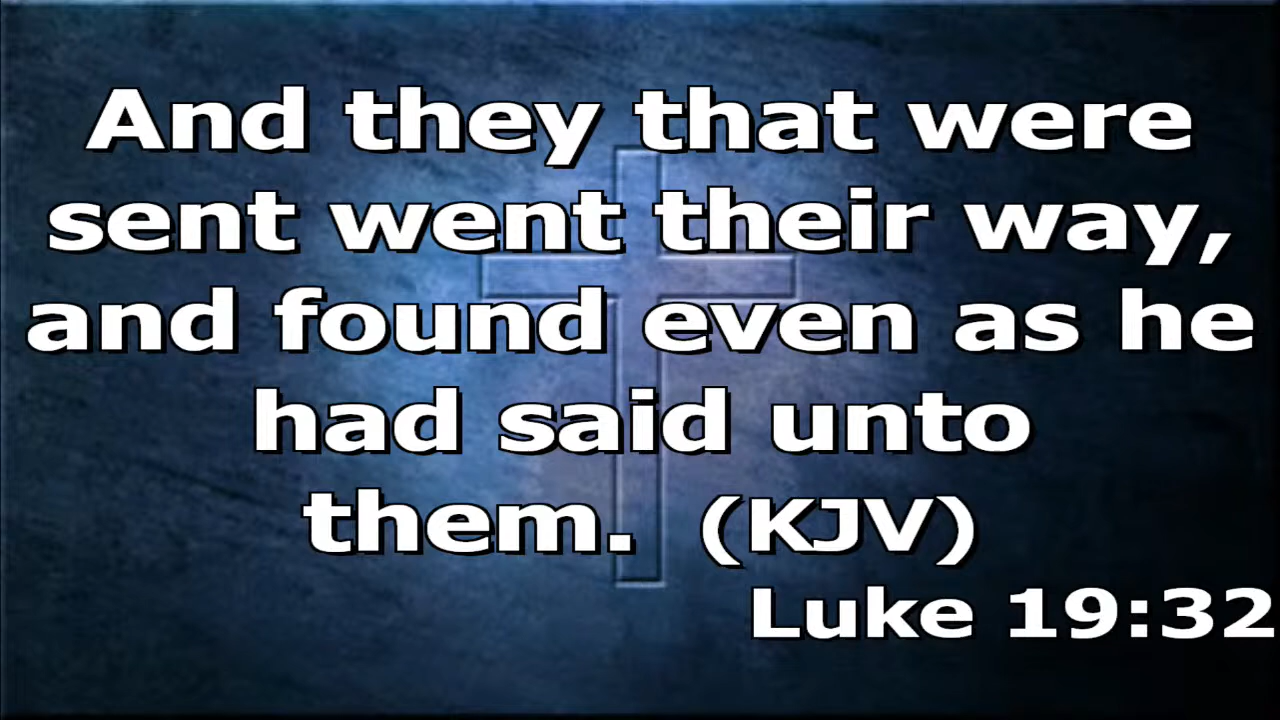 And they that were
sent went their way,
and found even as he
had said unto
them. (KJV)
Luke 19:32